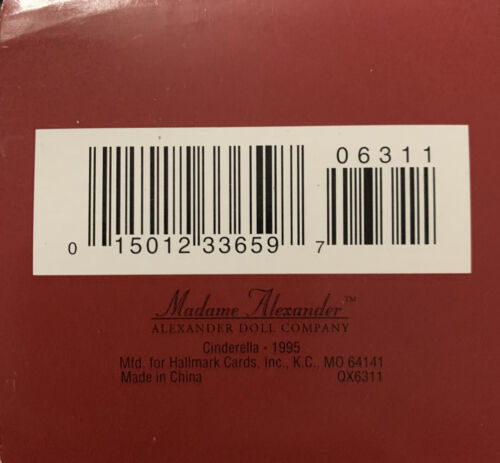 06311
0 15012 33659 7
Madame Alexander™
ALEXANDER DOLL COMPANY
Cinderella - 1995
Mfd. for Hallmark Cards, Inc., K.C., MO 64141
Made in China QX6311